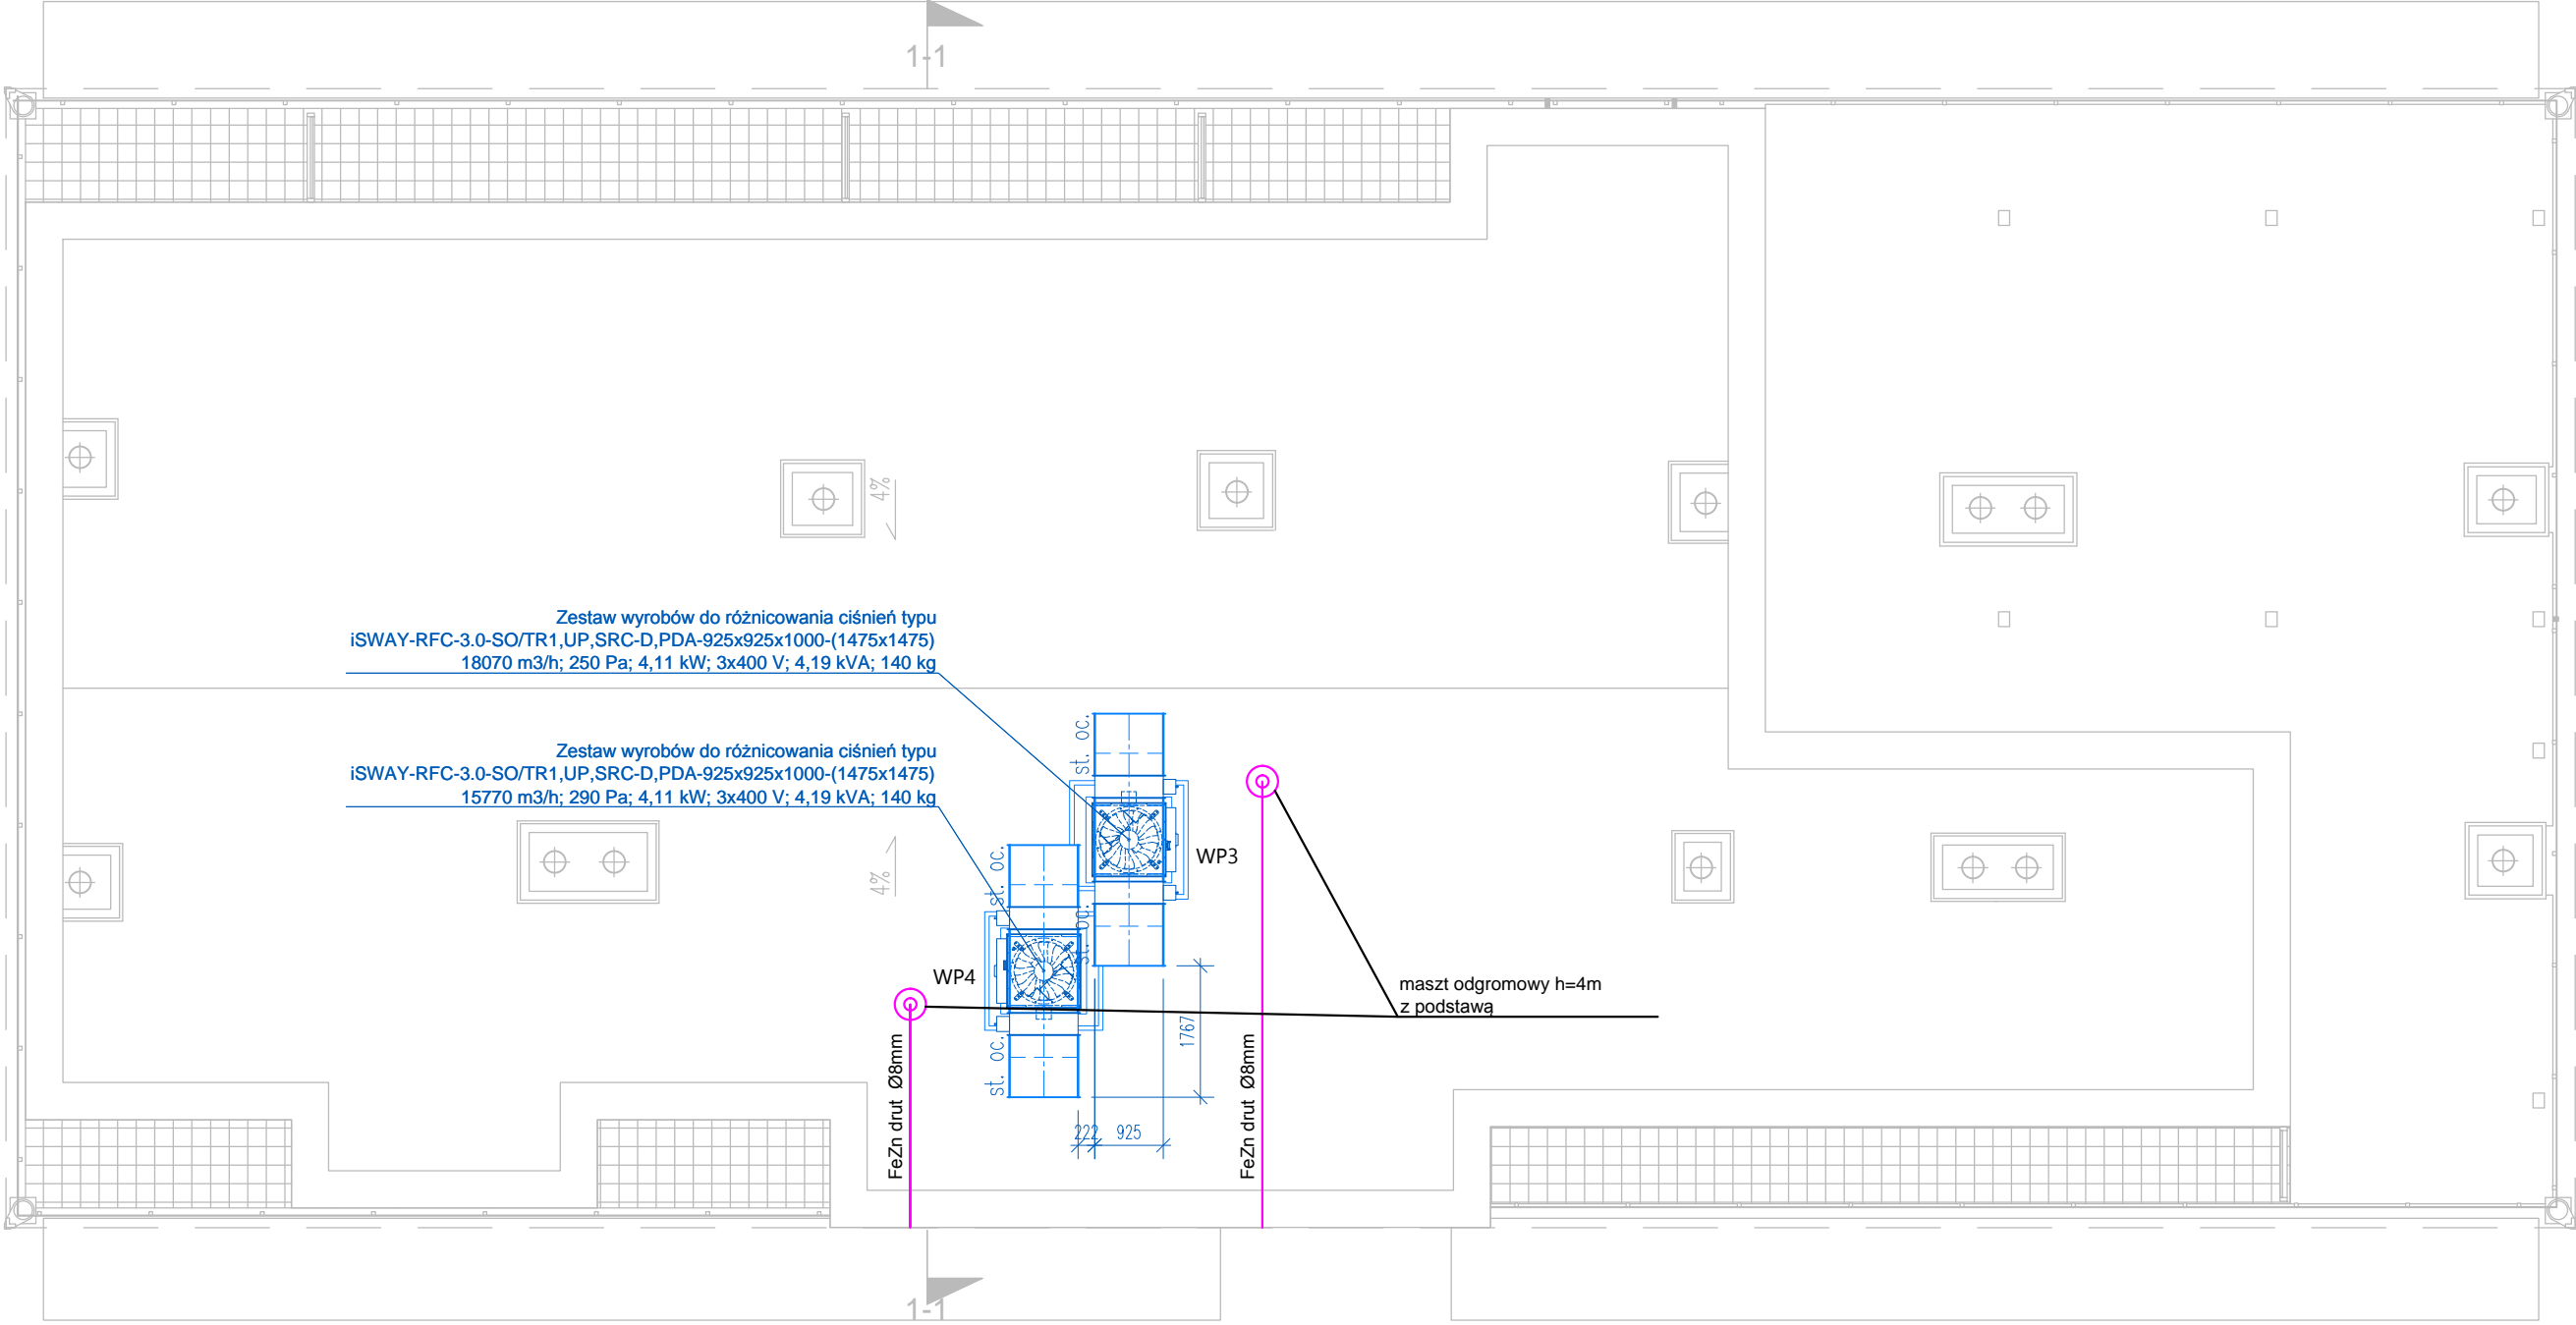 1-1
4%
Zestaw wyrobów do różnicowania ciśnień typu
iSWAY-RFC-3.0-SO/TR1,UP,SRC-D,PDA-925x925x1000-(1475x1475)
18070 m3/h; 250 Pa; 4,11 kW; 3x400 V; 4,19 kVA; 140 kg
st. oc.
Zestaw wyrobów do różnicowania ciśnień typu
iSWAY-RFC-3.0-SO/TR1,UP,SRC-D,PDA-925x925x1000-(1475x1475)
15770 m3/h; 290 Pa; 4,11 kW; 3x400 V; 4,19 kVA; 140 kg
4%
st. oc.
WP3
st. oc.
WP4
maszt odgromowy h=4m
z podstawą
1767
st. oc.
FeZn drut Ø8mm
FeZn drut Ø8mm
222
925
1-1